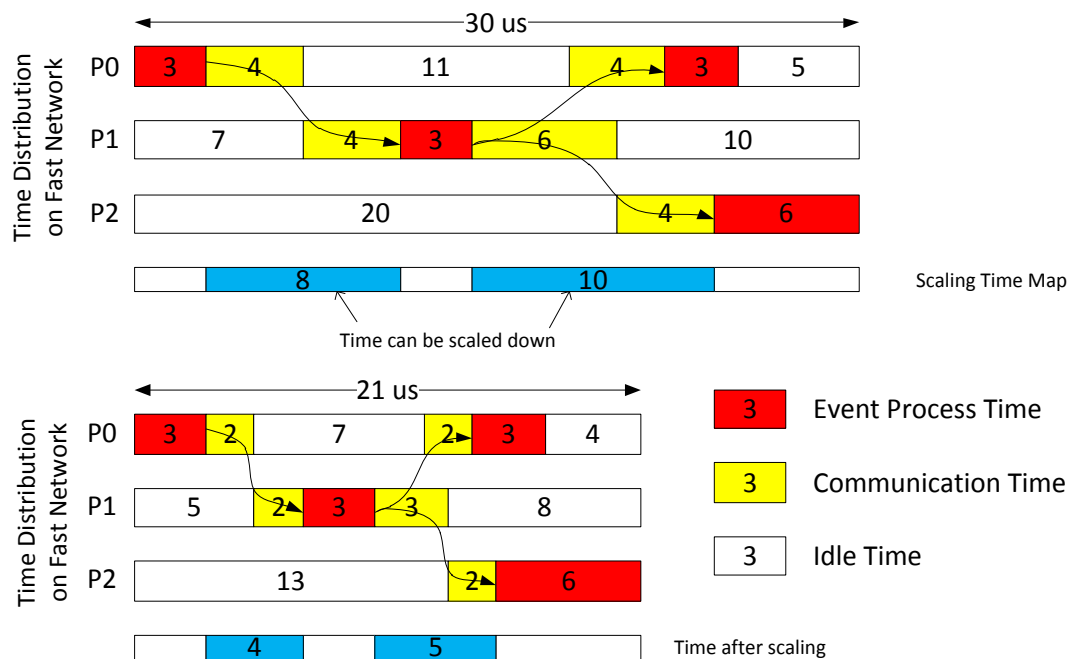 30 us
Time Distribution
on Fast Network
P0 3 4 11 4 3 5
P1 7 4 3 6 10
P2 20 4 6
8 10 Scaling Time Map
Time can be scaled down
21 us
Time Distribution
on Fast Network
P0 3 2 7 2 3 4
P1 5 2 3 3 8
P2 13 2 6
4 5 Time after scaling
3 Event Process Time
3 Communication Time
3 Idle Time